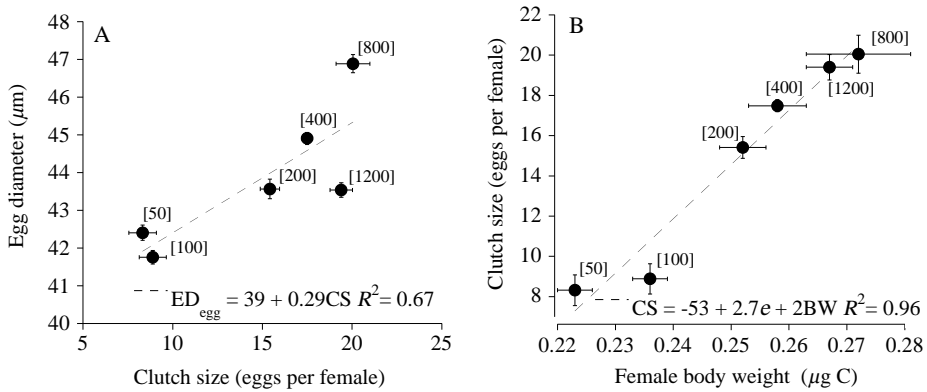 A
48
47
46
45
44
43
42
41
40
Egg diameter (μm)
[800]
[400]
[200]
[1200]
[50]
[100]
ED_egg = 39 + 0.29CS R² = 0.67
5 10 15 20 25
Clutch size (eggs per female)
B
22
20
18
16
14
12
10
8
Clutch size (eggs per female)
[800]
[1200]
[400]
[200]
[50]
[100]
CS = -53 + 2.7e + 2BW R² = 0.96
0.22 0.23 0.24 0.25 0.26 0.27 0.28
Female body weight (μg C)